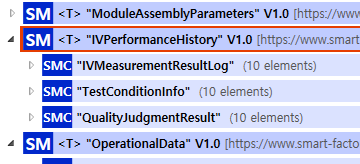 SM <T> "ModuleAssemblyParameters" V1.0 [https://www
SM <T> "IVPerformanceHistory" V1.0 [https://www.smart-
SMC "IVMeasurementResultLog" (10 elements)
SMC "TestConditionInfo" (10 elements)
SMC "QualityJudgmentResult" (10 elements)
SM <T> "OperationalData" V1.0 [https://www.smart-facto